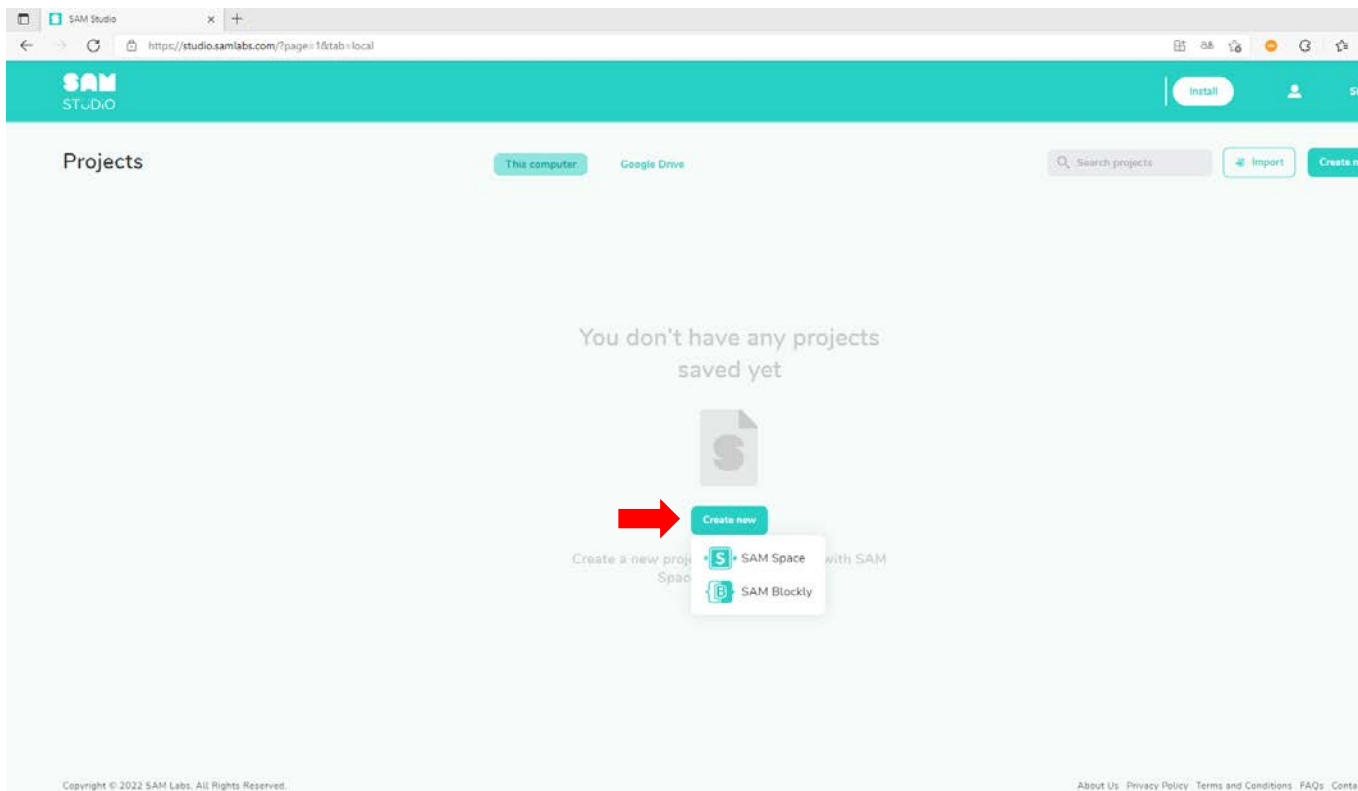 SAM Studio
https://studio.samlabs.com/?page=1&tab=local
SAM
STUDIO
Install
Projects
This computer
Google Drive
Search projects
Import
Create
You don't have any projects
saved yet
S
Create new
Create a new with SAM
SAM Space
SAM Blockly
Copyright © 2022 SAM Labs. All Rights Reserved.
About Us Privacy Policy Terms and Conditions FAQs